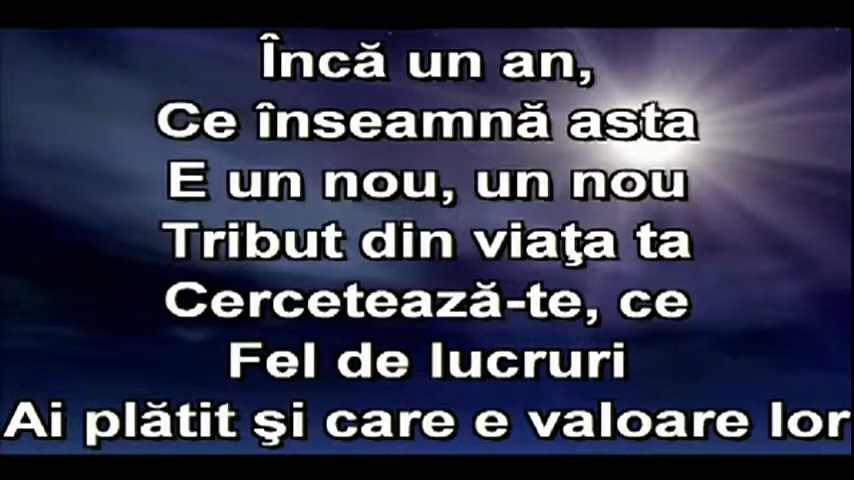 Încă un an,
Ce înseamnă asta
E un nou, un nou
Tribut din viaţa ta
Cercetează-te, ce
Fel de lucruri
Ai plătit şi care e valoare lor